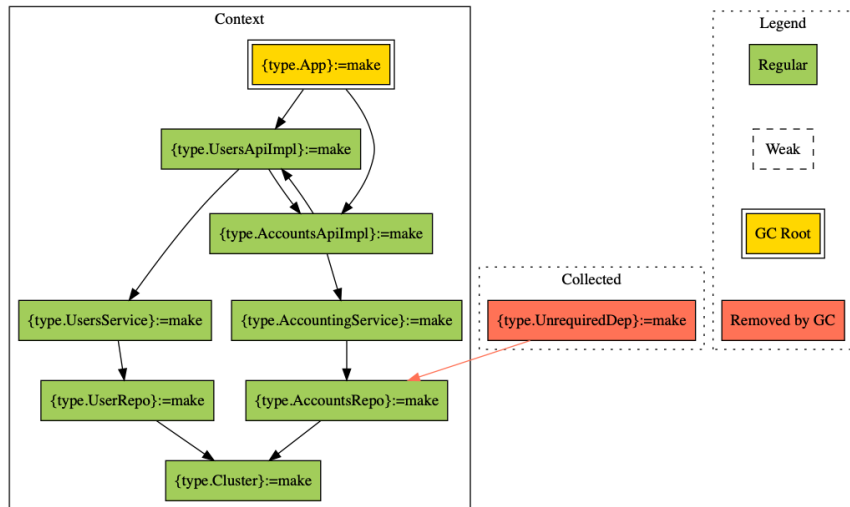 Context
{type.App}:=make
{type.UsersApiImpl}:=make
{type.AccountsApiImpl}:=make
{type.UsersService}:=make
{type.AccountingService}:=make
{type.UserRepo}:=make
{type.AccountsRepo}:=make
{type.Cluster}:=make
Collected
{type.UnrequiredDep}:=make
Legend
Regular
Weak
GC Root
Removed by GC